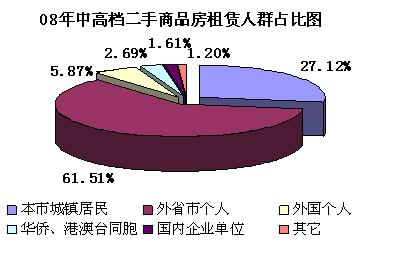 08年中高档二手商品房租赁人群占比图
1.61%
2.69%
1.20%
5.87%
27.12%
61.51%
本市城镇居民 外省市个人 外国个人
华侨、港澳台同胞 国内企业单位 其它